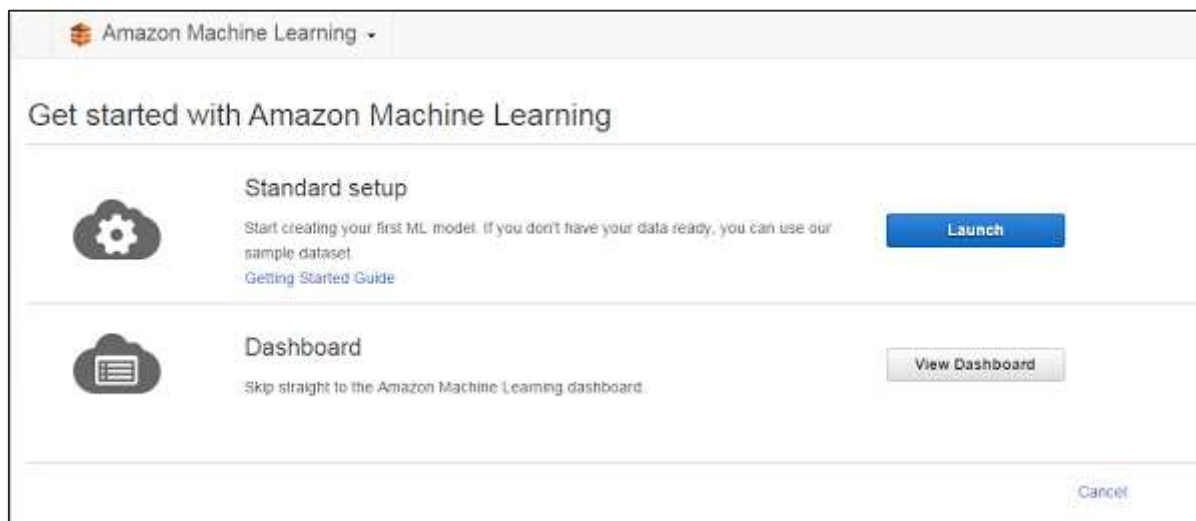 Amazon Machine Learning
Get started with Amazon Machine Learning
Standard setup
Start creating your first ML model. If you don't have your data ready, you can use our
sample dataset.
Getting Started Guide
Launch
Dashboard
Skip straight to the Amazon Machine Learning dashboard.
View Dashboard
Cancel